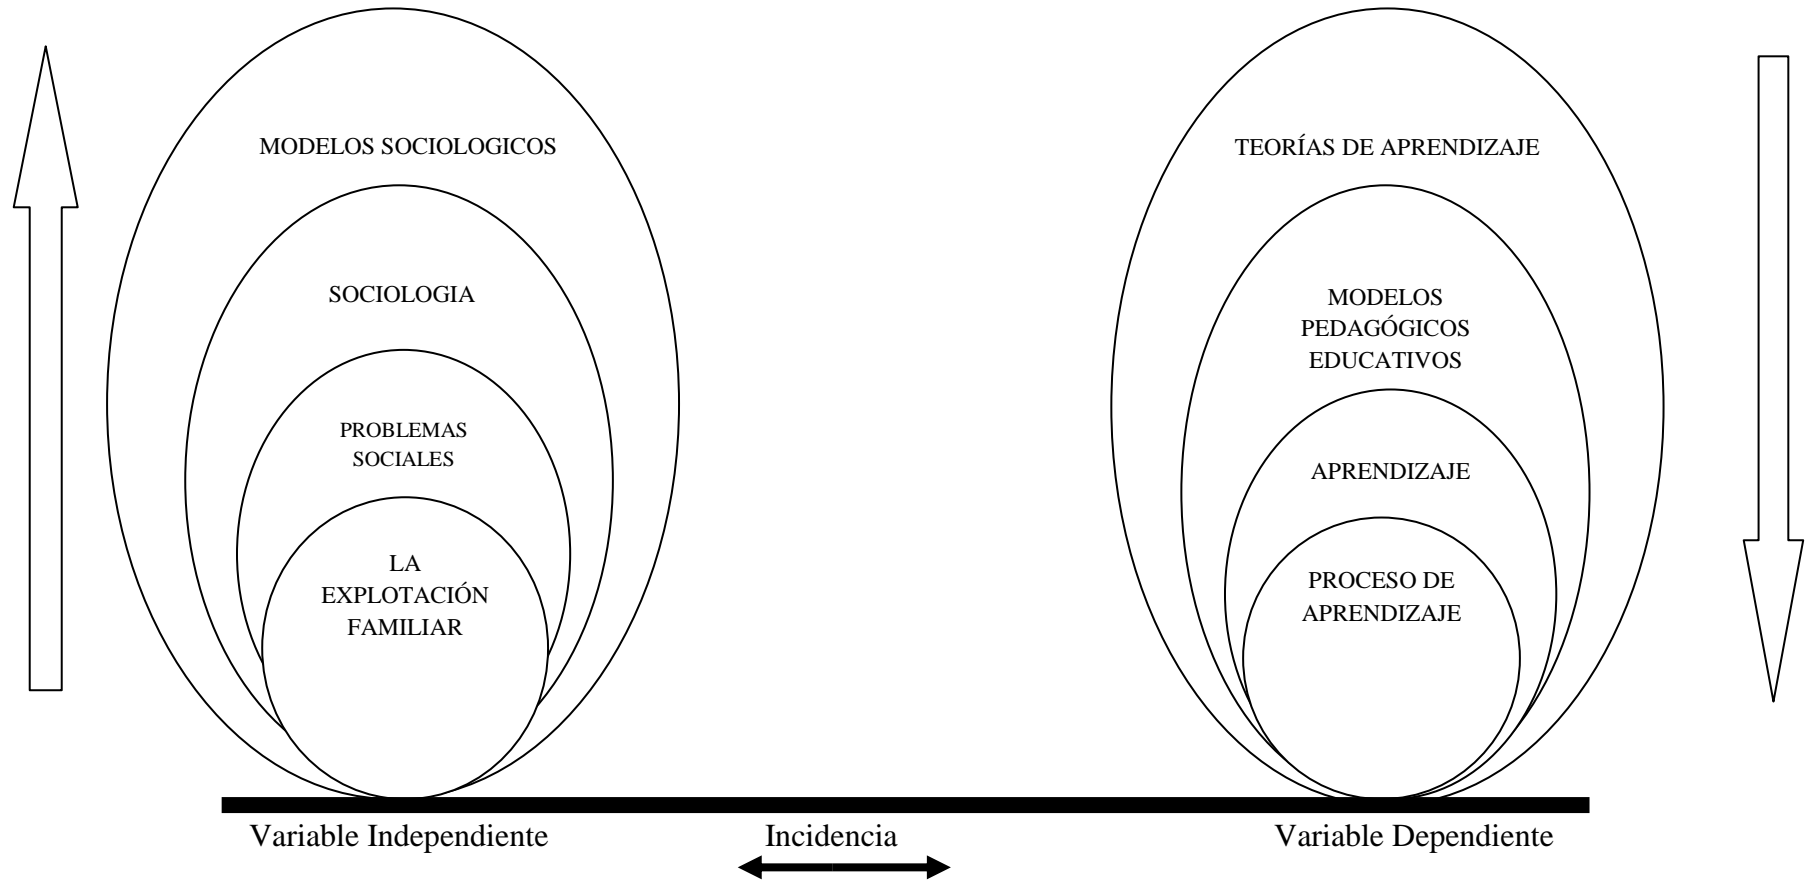 MODELOS SOCIOLOGICOS
SOCIOLOGIA
PROBLEMAS
SOCIALES
LA
EXPLOTACIÓN
FAMILIAR
TEORÍAS DE APRENDIZAJE
MODELOS
PEDAGÓGICOS
EDUCATIVOS
APRENDIZAJE
PROCESO DE
APRENDIZAJE
Variable Independiente
Incidencia
Variable Dependiente